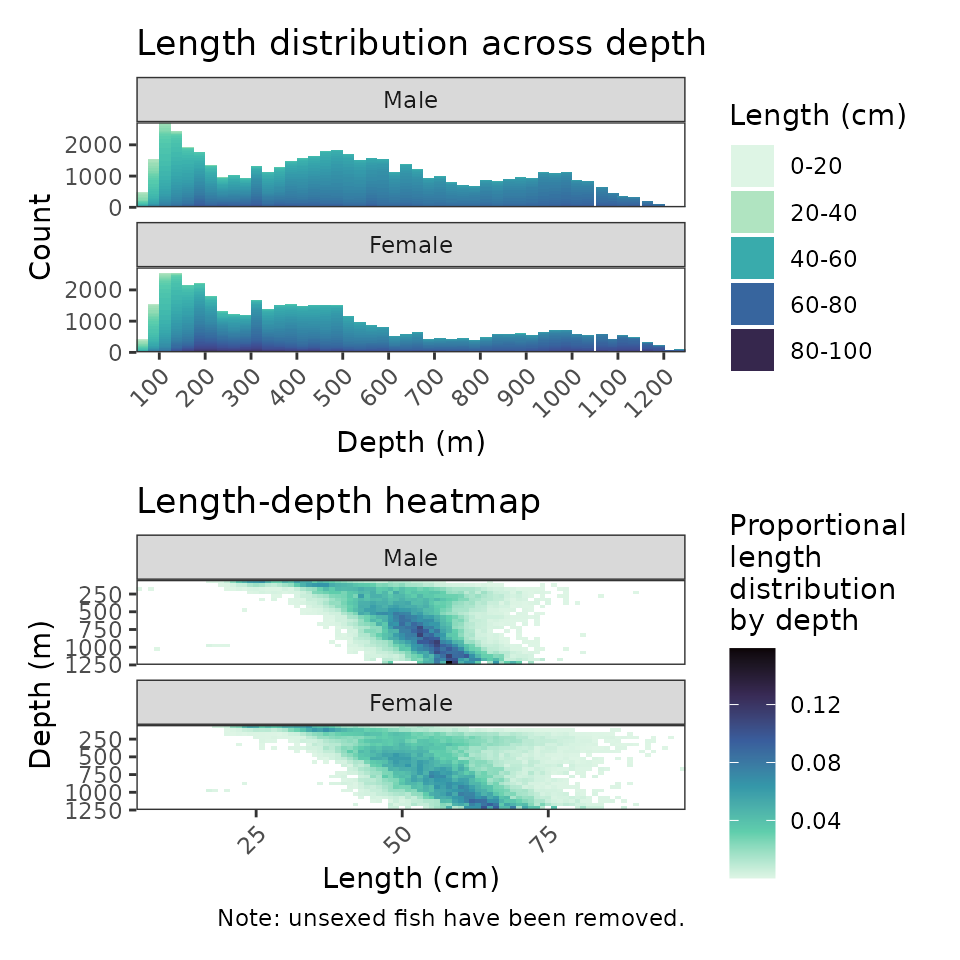 Length distribution across depth
Male
2000
1000
0
Female
2000
1000
0
Count
100
200
300
400
500
600
700
800
900
1000
1100
1200
Depth (m)
Length (cm)
0-20
20-40
40-60
60-80
80-100
Length-depth heatmap
Male
250
500
750
1000
1250
Female
250
500
750
1000
1250
Depth (m)
25
50
75
Length (cm)
Proportional
length
distribution
by depth
0.12
0.08
0.04
Note: unsexed fish have been removed.